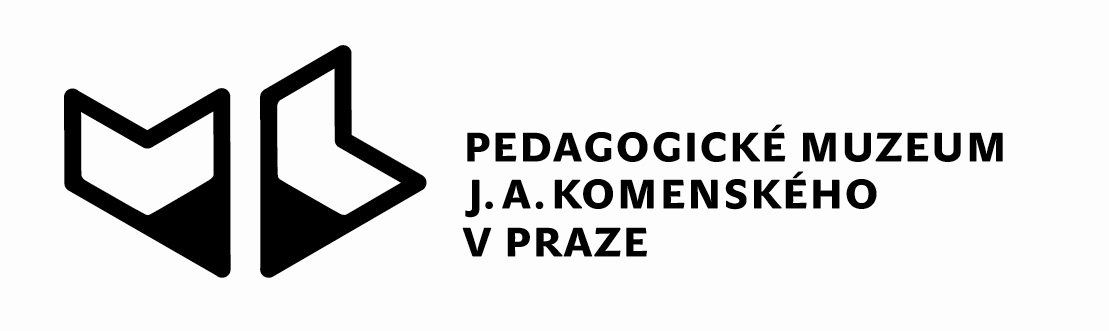 PEDAGOGICKÉ MUZEUM
J. A. KOMENSKÉHO
V PRAZE